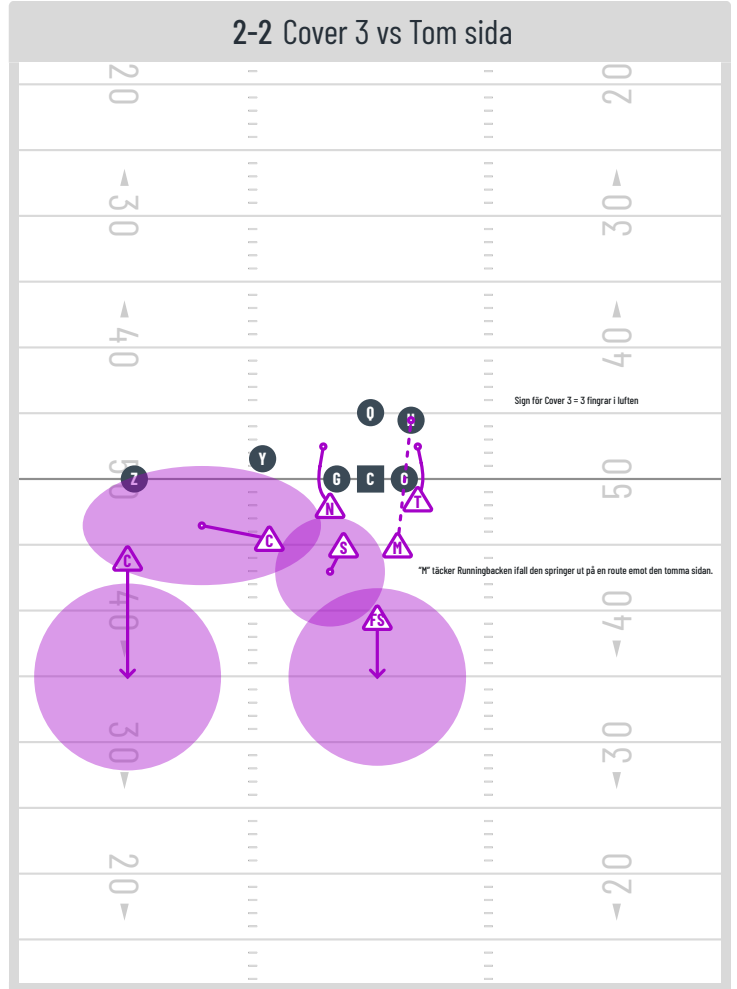 2-2 Cover 3 vs Tom sida
20 20
30 30
40 40
Sign för Cover 3 = 3 fingrar i luften
Q
Y
Z G C G 50
50
N T
C S M
C
"M" täcker Runningbacken ifall den springer ut på en route emot den tomma sidan.
40 40
FS
30 30
20 20